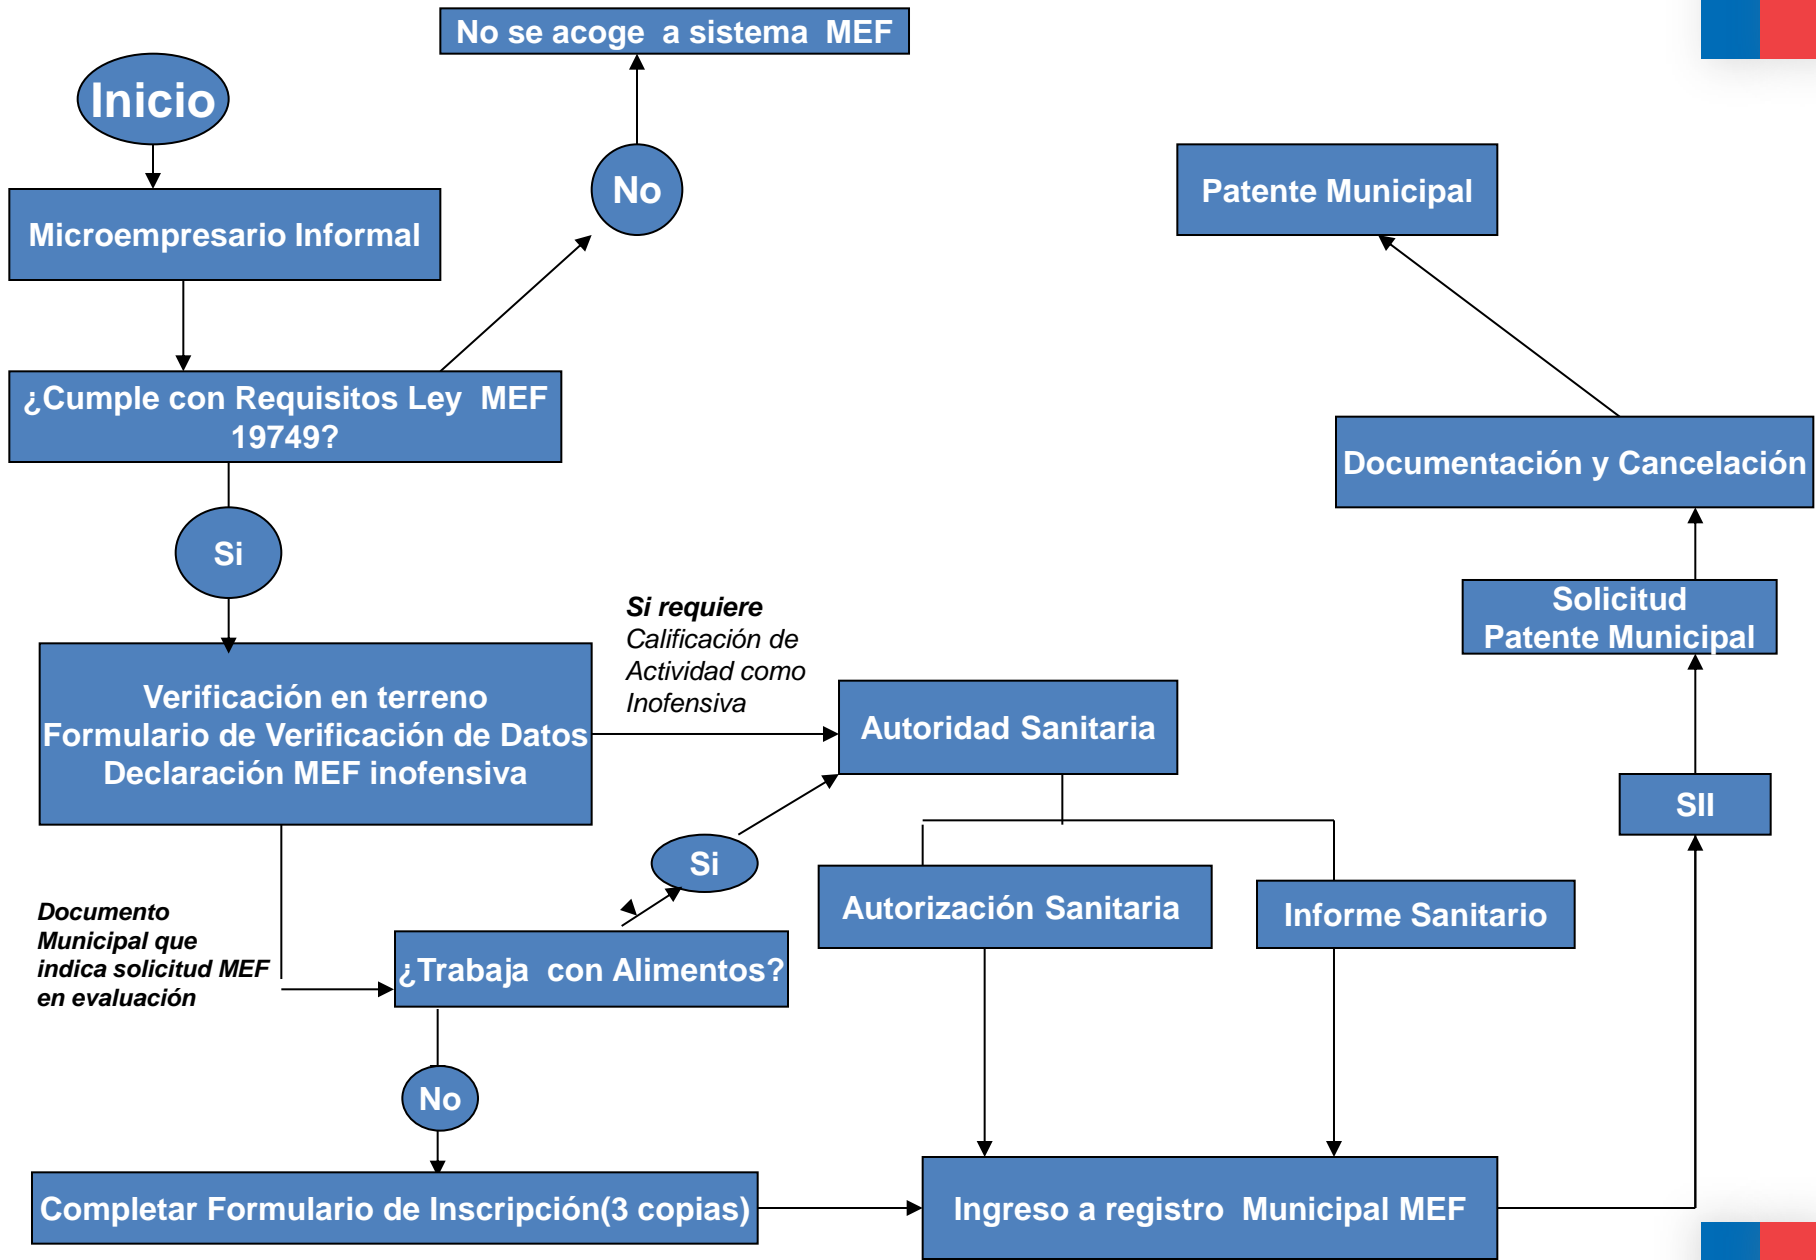 No se acoge a sistema MEF
Inicio
No
Microempresario Informal
Patente Municipal
¿Cumple con Requisitos Ley MEF
19749?
Documentación y Cancelación
Si
Si requiere
Calificación de
Actividad como
Inofensiva
Solicitud
Patente Municipal
Verificación en terreno
Formulario de Verificación de Datos
Declaración MEF inofensiva
Autoridad Sanitaria
SII
Si
Autorización Sanitaria
Informe Sanitario
Documento
Municipal que
indica solicitud MEF
en evaluación
¿Trabaja con Alimentos?
No
Completar Formulario de Inscripción(3 copias)
Ingreso a registro Municipal MEF